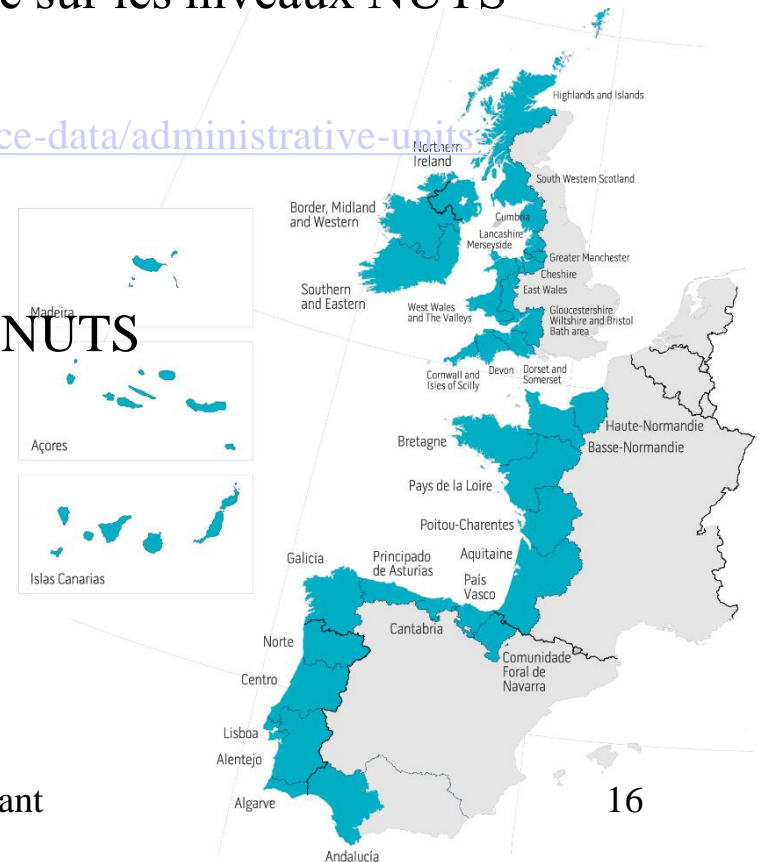 sur les niveaux NUTS
ce-data/administrative-units-
Highlands and Islands
Northern
Ireland
South Western Scotland
Border, Midland
and Western
Cumbria
Lancashire
Merseyside
Greater Manchester
Cheshire
East Wales
Southern
and Eastern
West Wales
and The Valleys
Gloucestershire
Wiltshire and Bristol
Bath area
Madeira
NUTS
Cornwall and
Isles of Scilly
Devon
Dorset and
Somerset
Açores
Haute-Normandie
Basse-Normandie
Bretagne
Pays de la Loire
Poitou-Charentes
Aquitaine
Islas Canarias
Galicia
Principado
de Asturias
País
Vasco
Cantabria
Norte
Comunidade
Foral de
Navarra
Centro
Lisboa
Alentejo
Algarve
ant
16
Andalucía